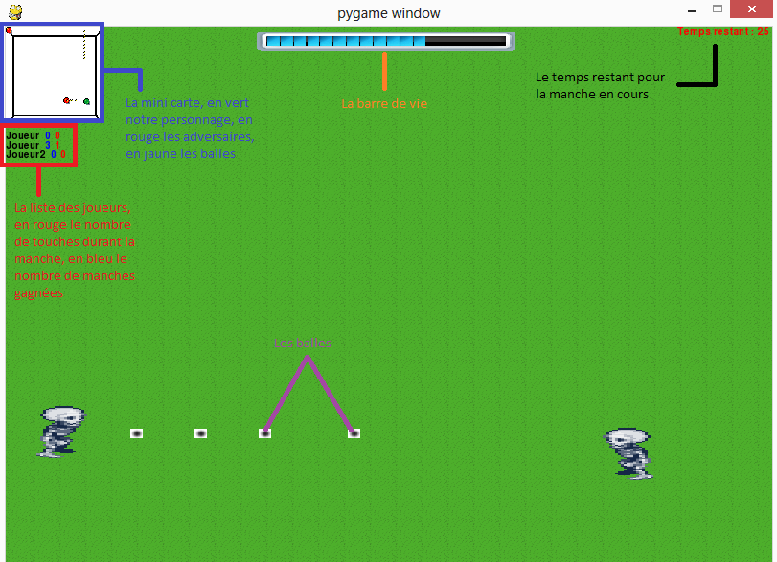 pygame window
Temps restant : 25
Le temps restant pour
la manche en cours
La barre de vie
La mini carte, en vert
notre personnage, en
rouge les adversaires,
en jaune les balles
Joueur 0 0
Joueur 3 1
Joueur2 0 0
La liste des joueurs,
en rouge le nombre
de touches durant la
manche, en bleu le
nombre de manches
gagnées
Les balles